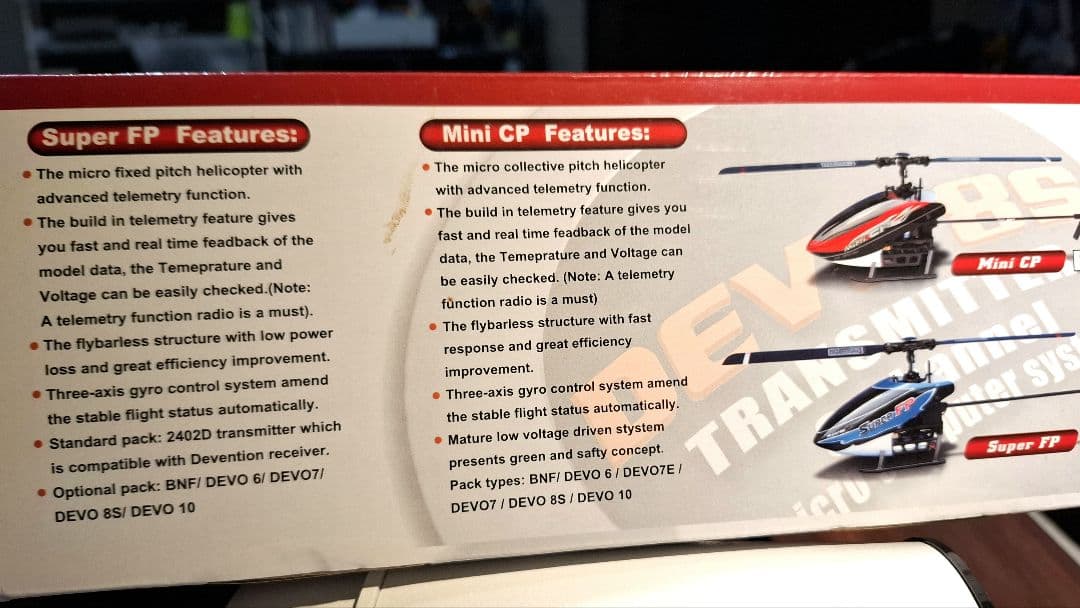 Super FP Features:
• The micro fixed pitch helicopter with
advanced telemetry function.
• The build in telemetry feature gives
you fast and real time feadback of the
model data, the Temeprature and
Voltage can be easily checked.(Note:
A telemetry function radio is a must).
• The flybarless structure with low power
loss and great efficiency improvement.
• Three-axis gyro control system amend
the stable flight status automatically.
• Standard pack: 2402D transmitter which
is compatible with Devention receiver.
• Optional pack: BNF/ DEVO 6/ DEVO7/
DEVO 8S/ DEVO 10
Mini CP Features:
• The micro collective pitch helicopter
with advanced telemetry function.
• The build in telemetry feature gives you
fast and real time feadback of the model
data, the Temeprature and Voltage can
be easily checked. (Note: A telemetry
function radio is a must)
• The flybarless structure with fast
response and great efficiency
improvement.
• Three-axis gyro control system amend
the stable flight status automatically.
• Mature low voltage driven stystem
presents green and safty concept.
Pack types: BNF/ DEVO 6 / DEVO7E /
DEVO7 / DEVO 8S / DEVO 10
Mini CP
Super FP
Super FP
DEVO 8S
TRANSMITTER